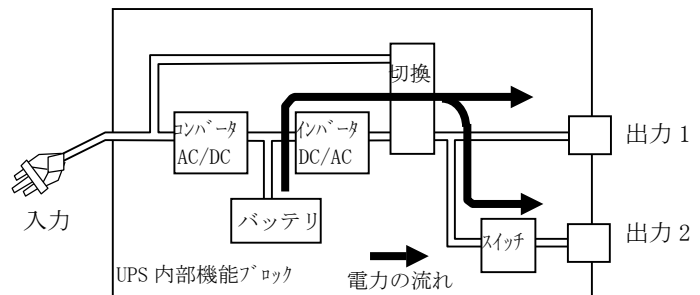 切換
コンバータ
AC/DC
インバータ
DC/AC
出力 1
入力
バッテリ
スイッチ
出力 2
UPS 内部機能ブロック
電力の流れ